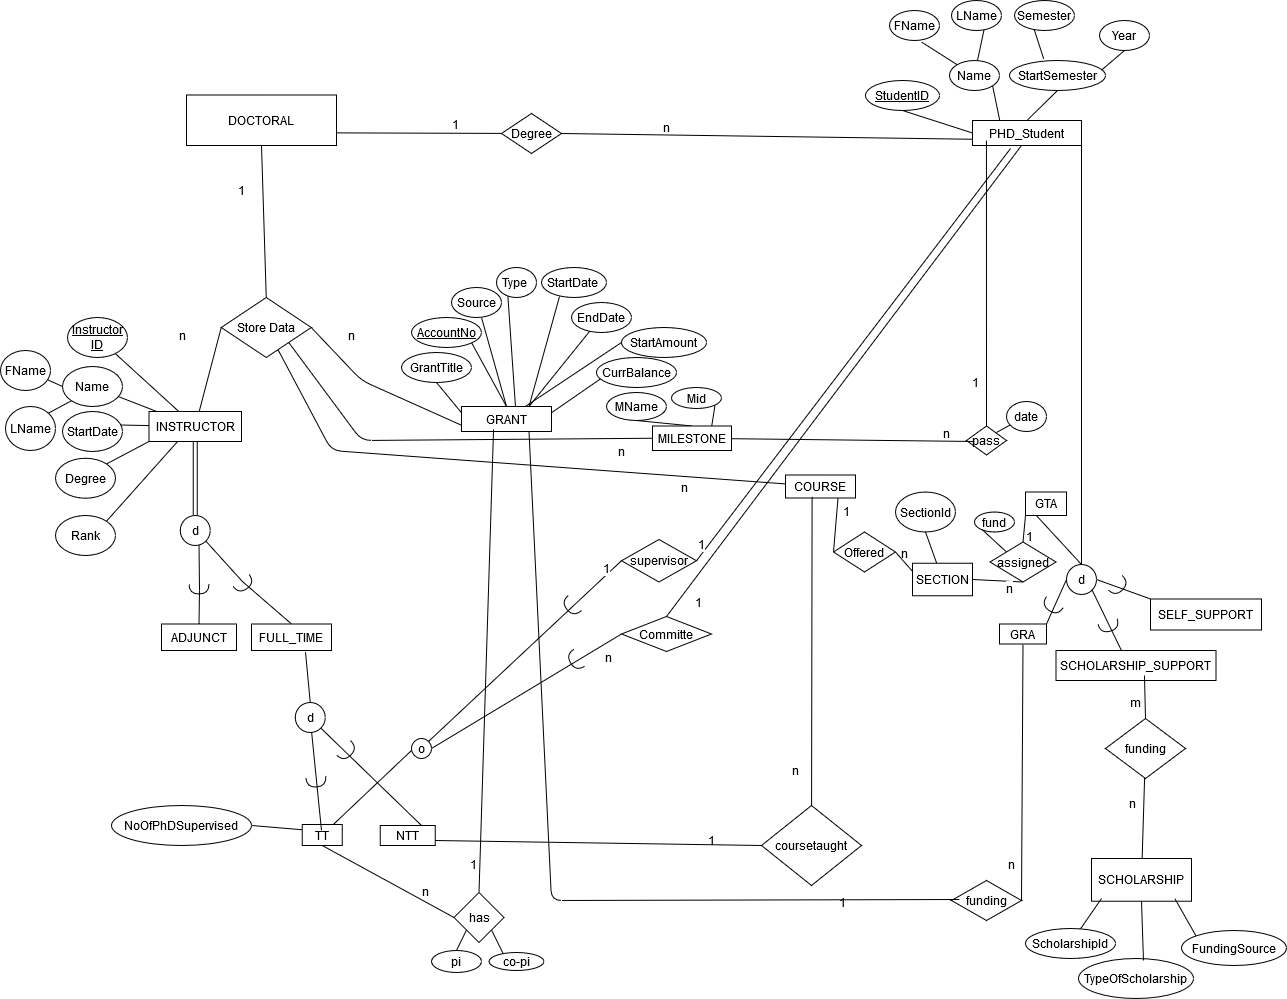 FName
LName
Semester
Year
Name
StartSemester
StudentID
DOCTORAL
1
Degree
n
PHD_Student
1
Store Data
n
n
Type
StartDate
Source
AccountNo
EndDate
StartAmount
GrantTitle
CurrBalance
Instructor
ID
FName
Name
LName
StartDate
INSTRUCTOR
Degree
Rank
GRANT
MName
Mid
MILESTONE
n
n
1
date
n
pass
COURSE
1
Offered
n
SectionId
SECTION
n
fund
GTA
1
assigned
d
d
supervisor
1
1
Committe
1
n
SELF_SUPPORT
GRA
SCHOLARSHIP_SUPPORT
ADJUNCT
FULL_TIME
d
o
m
funding
n
NoOfPhDSupervised
TT
NTT
1
n
coursetaught
1
n
has
pi
co-pi
1
n
funding
SCHOLARSHIP
ScholarshipId
TypeOfScholarship
FundingSource